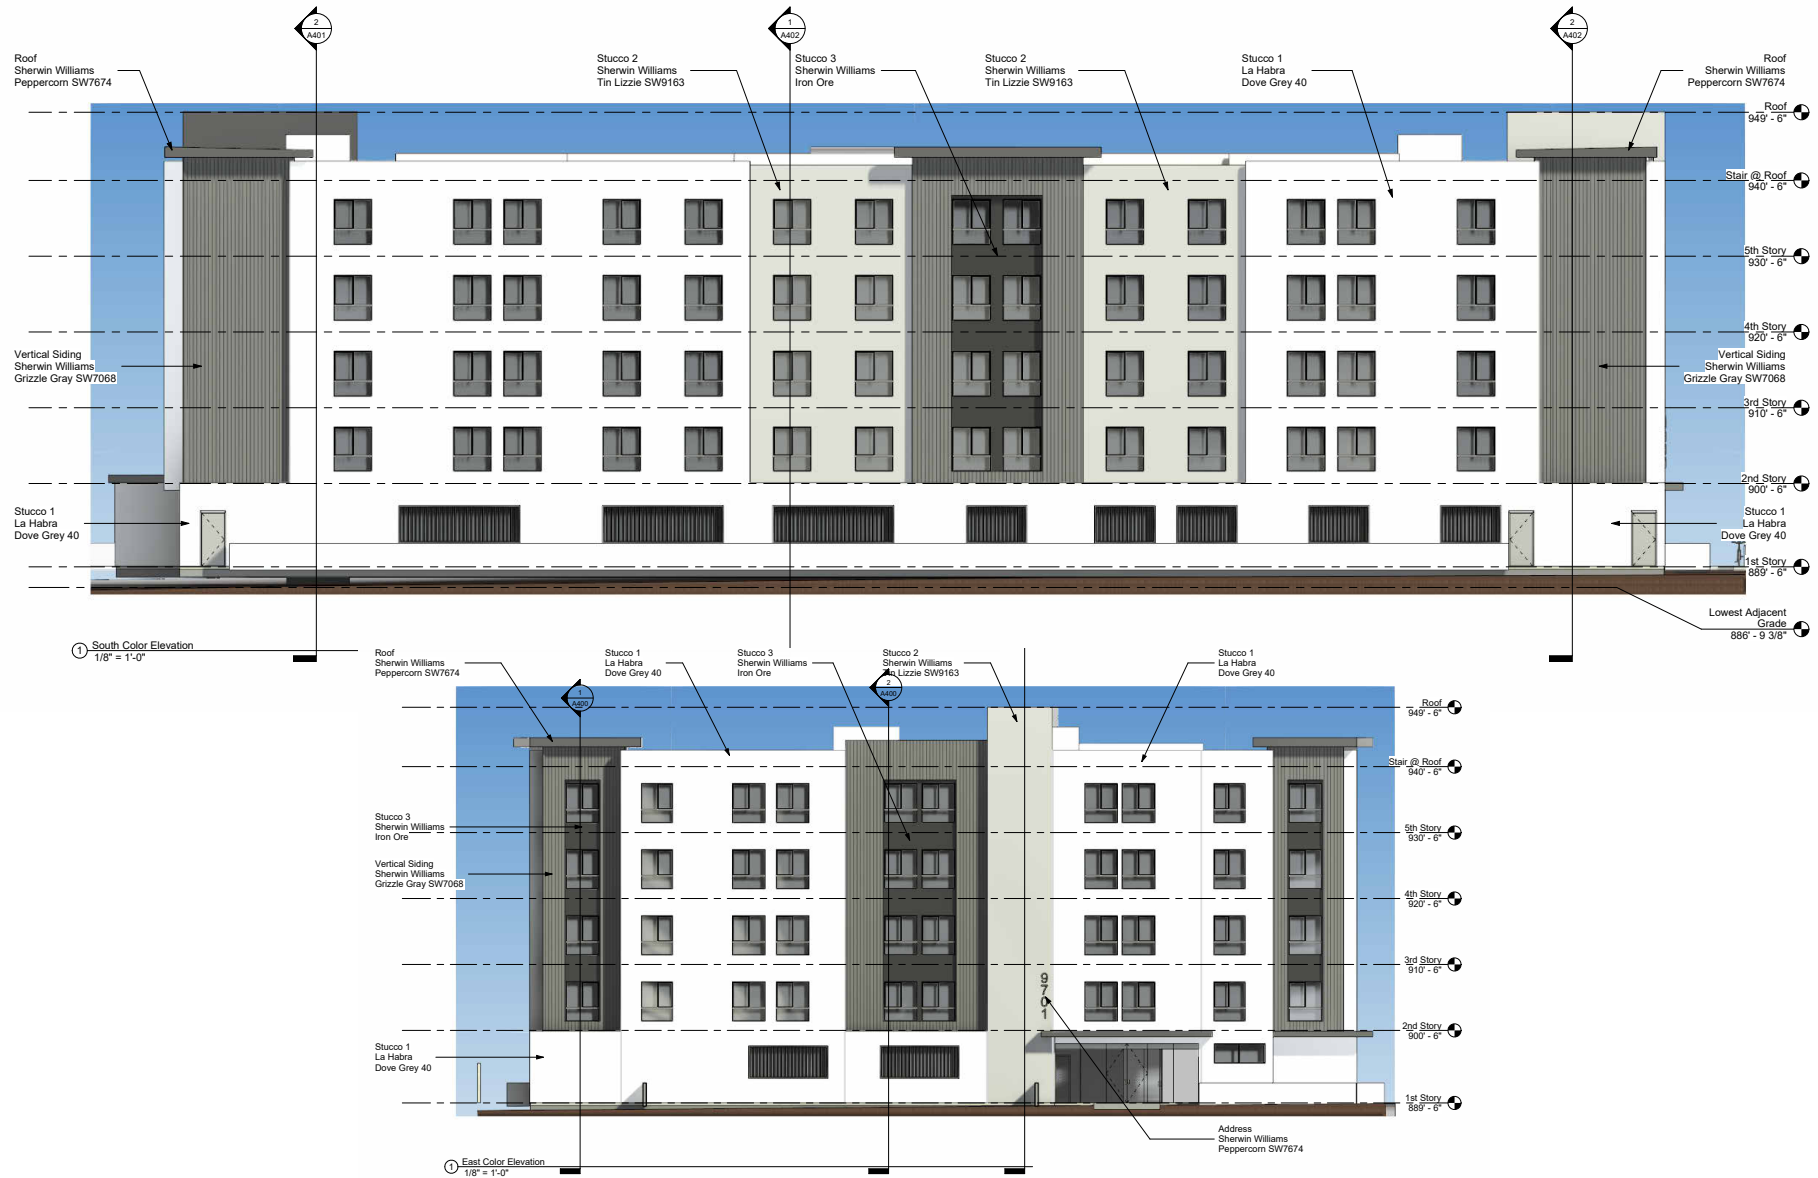 2
A401
1
A402
2
A402
Roof
Sherwin Williams
Peppercorn SW7674
Stucco 2
Sherwin Williams
Tin Lizzie SW9163
Stucco 3
Sherwin Williams
Iron Ore
Stucco 2
Sherwin Williams
Tin Lizzie SW9163
Stucco 1
La Habra
Dove Grey 40
Roof
Sherwin Williams
Peppercorn SW7674
Roof
949' - 6"
Stair @ Roof
940' - 6"
5th Story
930' - 6"
4th Story
920' - 6"
Vertical Siding
Sherwin Williams
Grizzle Gray SW7068
Vertical Siding
Sherwin Williams
Grizzle Gray SW7068
3rd Story
910' - 6"
2nd Story
900' - 6"
Stucco 1
La Habra
Dove Grey 40
Stucco 1
La Habra
Dove Grey 40
1st Story
889' - 6"
Lowest Adjacent
Grade
886' - 9 3/8"
1 South Color Elevation
1/8" = 1'-0"
Roof
Sherwin Williams
Peppercorn SW7674
Stucco 1
La Habra
Dove Grey 40
Stucco 3
Sherwin Williams
Iron Ore
Stucco 2
Sherwin Williams
Tin Lizzie SW9163
Stucco 1
La Habra
Dove Grey 40
1
A400
2
A400
Roof
949' - 6"
Stair @ Roof
940' - 6"
Stucco 3
Sherwin Williams
Iron Ore
5th Story
930' - 6"
Vertical Siding
Sherwin Williams
Grizzle Gray SW7068
4th Story
920' - 6"
3rd Story
910' - 6"
9
7
0
1
2nd Story
900' - 6"
Stucco 1
La Habra
Dove Grey 40
1st Story
889' - 6"
Address
Sherwin Williams
Peppercorn SW7674
1 East Color Elevation
1/8" = 1'-0"